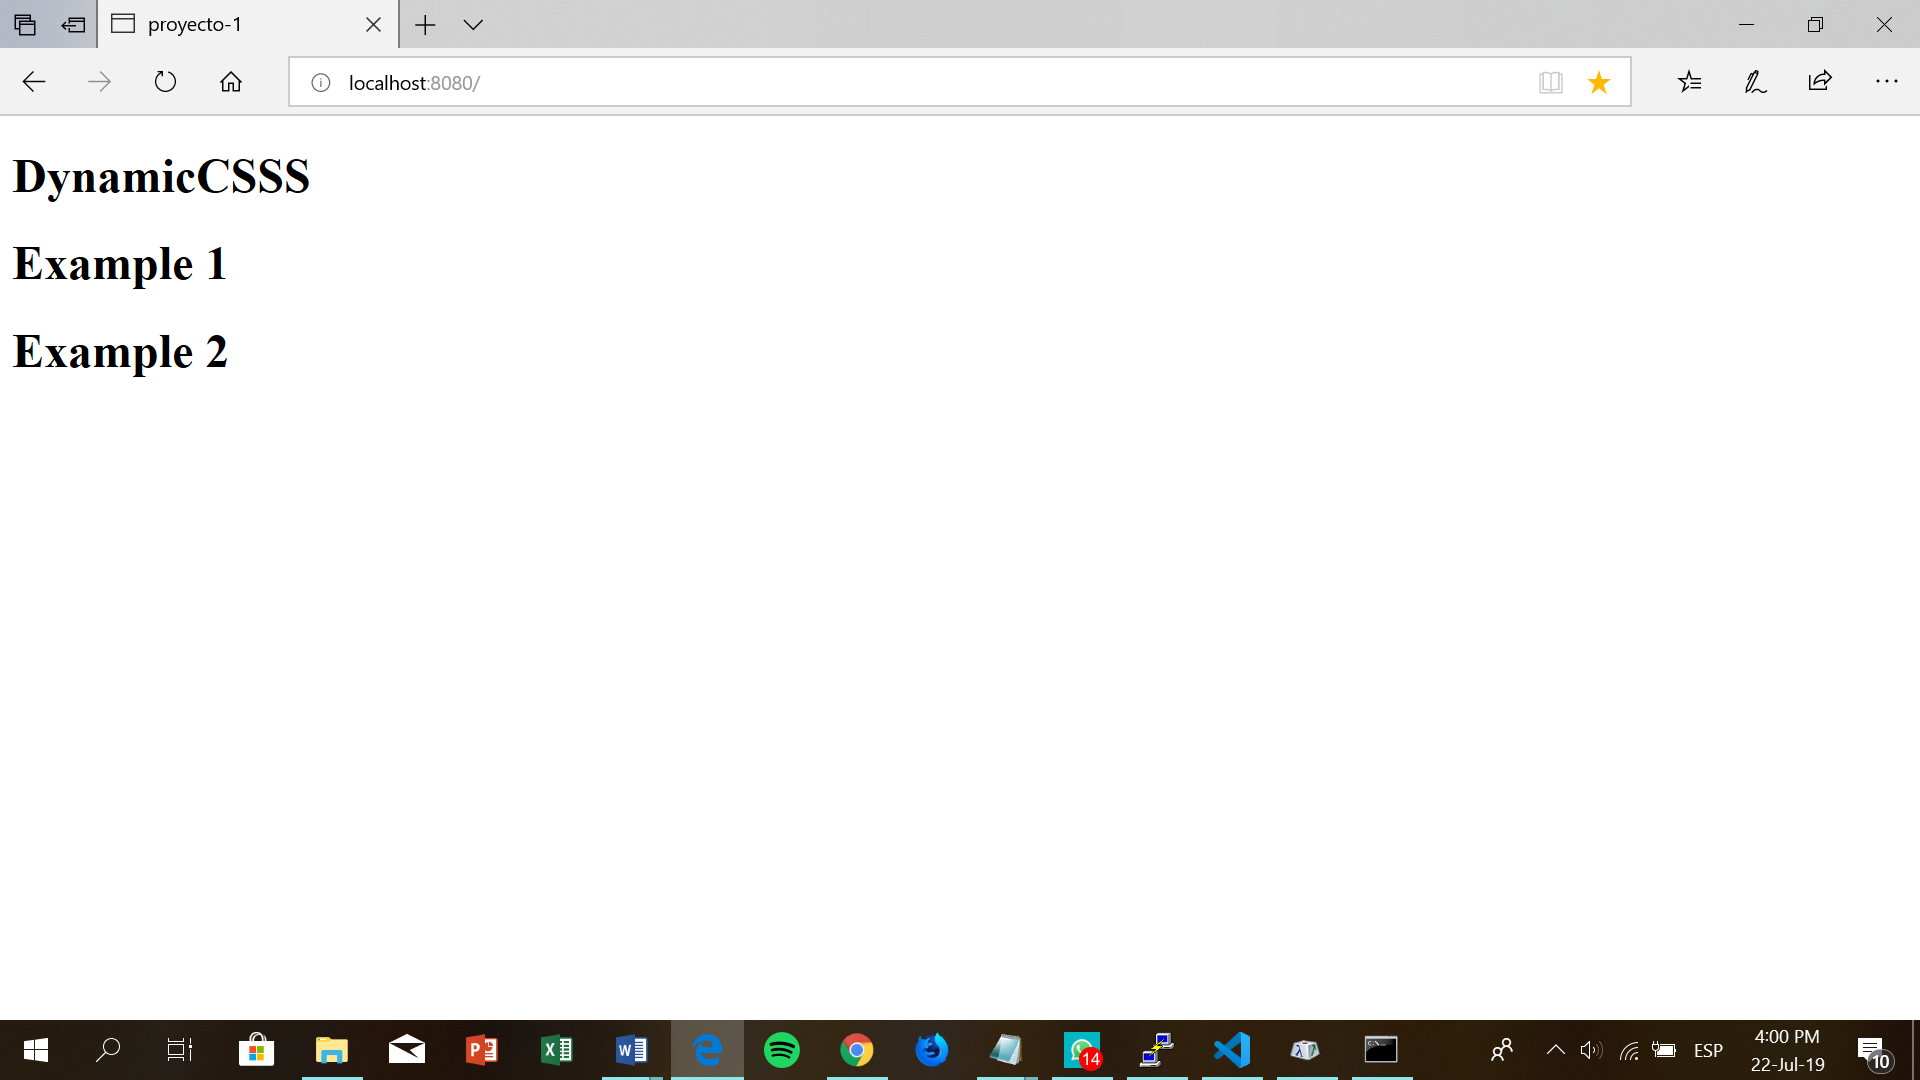 proyecto-1
localhost:8080/
DynamicCSSS
Example 1
Example 2
14
ESP
4:00 PM
22-Jul-19
10